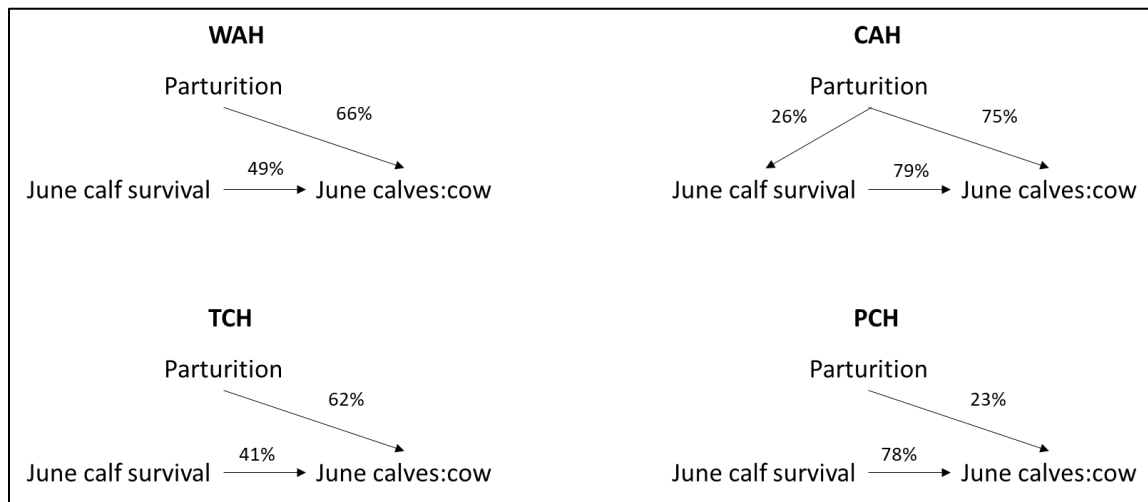 WAH
Parturition
66%
49%
June calf survival
June calves:cow
CAH
Parturition
26%
75%
79%
June calf survival
June calves:cow
TCH
Parturition
62%
41%
June calf survival
June calves:cow
PCH
Parturition
23%
78%
June calf survival
June calves:cow